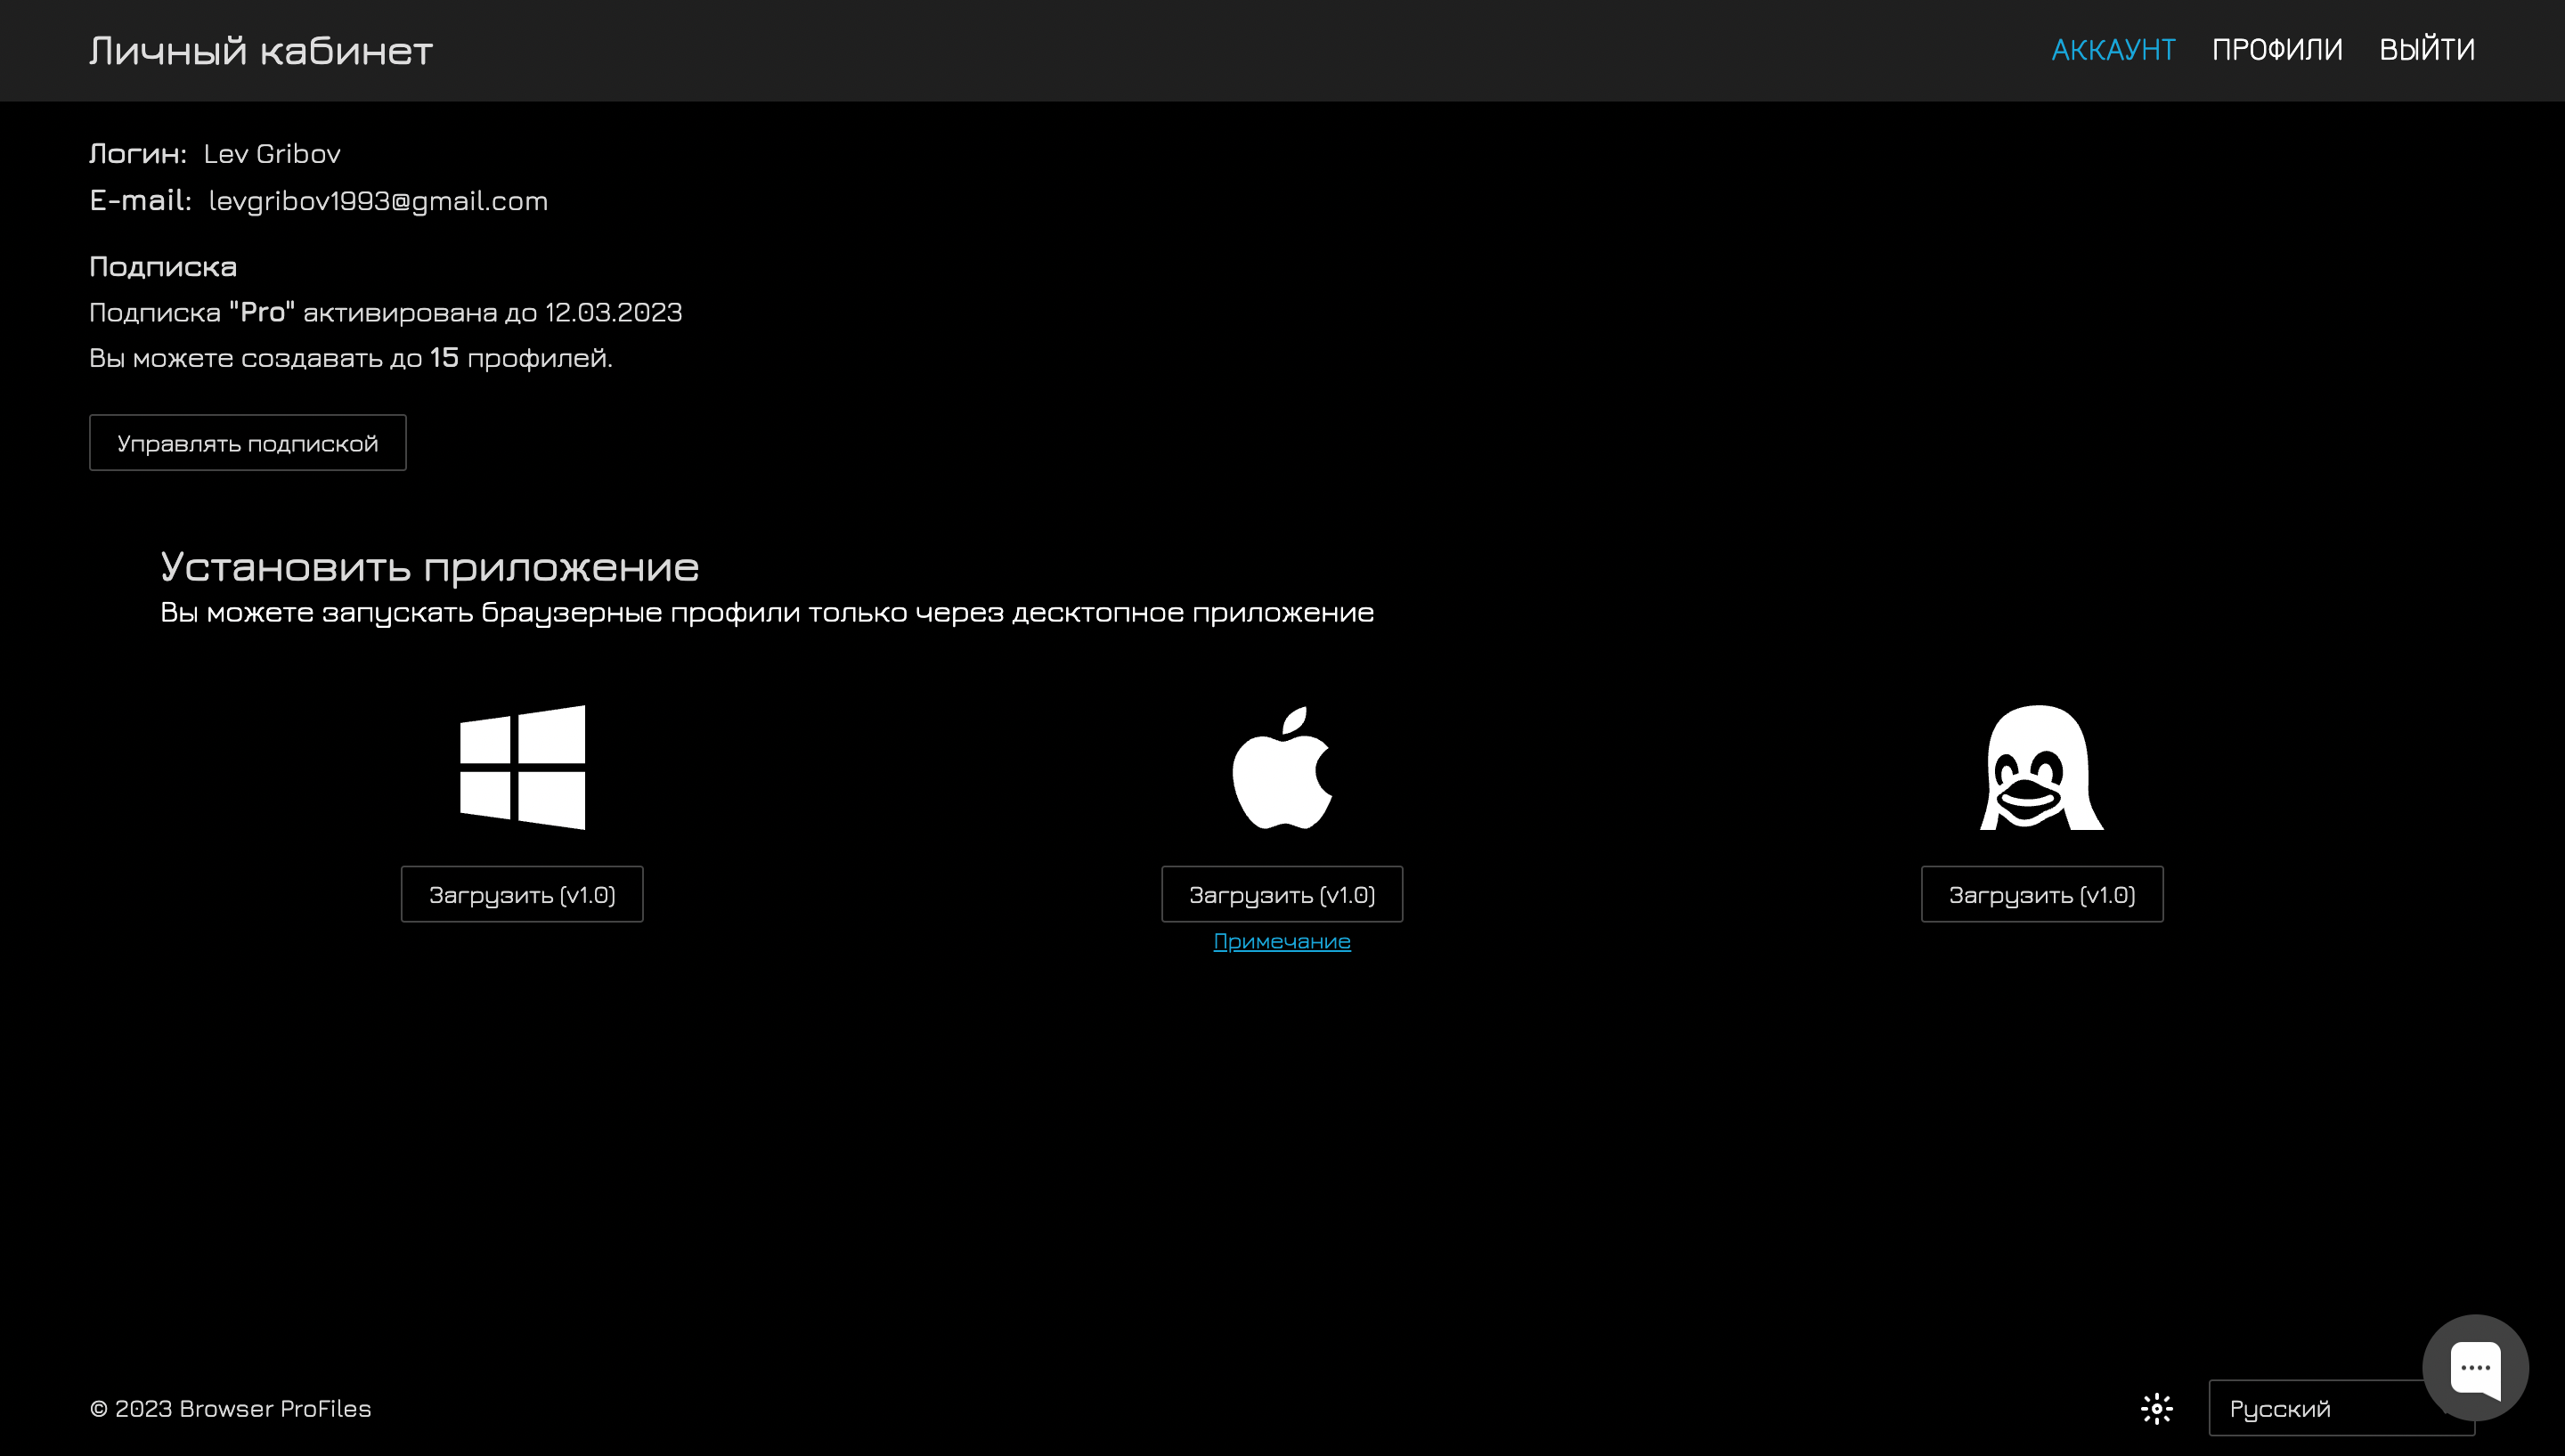 Личный кабинет
АККАУНТ ПРОФИЛИ ВЫЙТИ
Логин: Lev Gribov
E-mail: levgribov1993@gmail.com
Подписка
Подписка "Pro" активирована до 12.03.2023
Вы можете создавать до 15 профилей.
Управлять подпиской
Установить приложение
Вы можете запускать браузерные профили только через десктопное приложение
Загрузить (v1.0) Загрузить (v1.0) Загрузить (v1.0)
Примечание
© 2023 Browser ProFiles
Русский